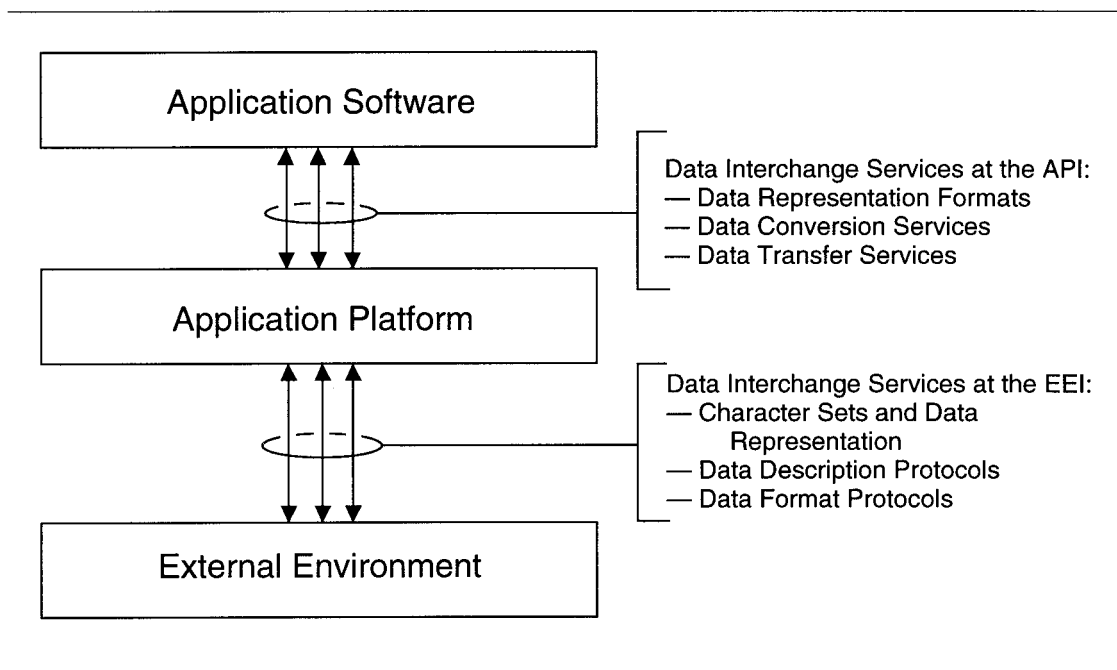 Application Software
Data Interchange Services at the API:
— Data Representation Formats
— Data Conversion Services
— Data Transfer Services
Application Platform
Data Interchange Services at the EEI:
— Character Sets and Data
Representation
— Data Description Protocols
— Data Format Protocols
External Environment